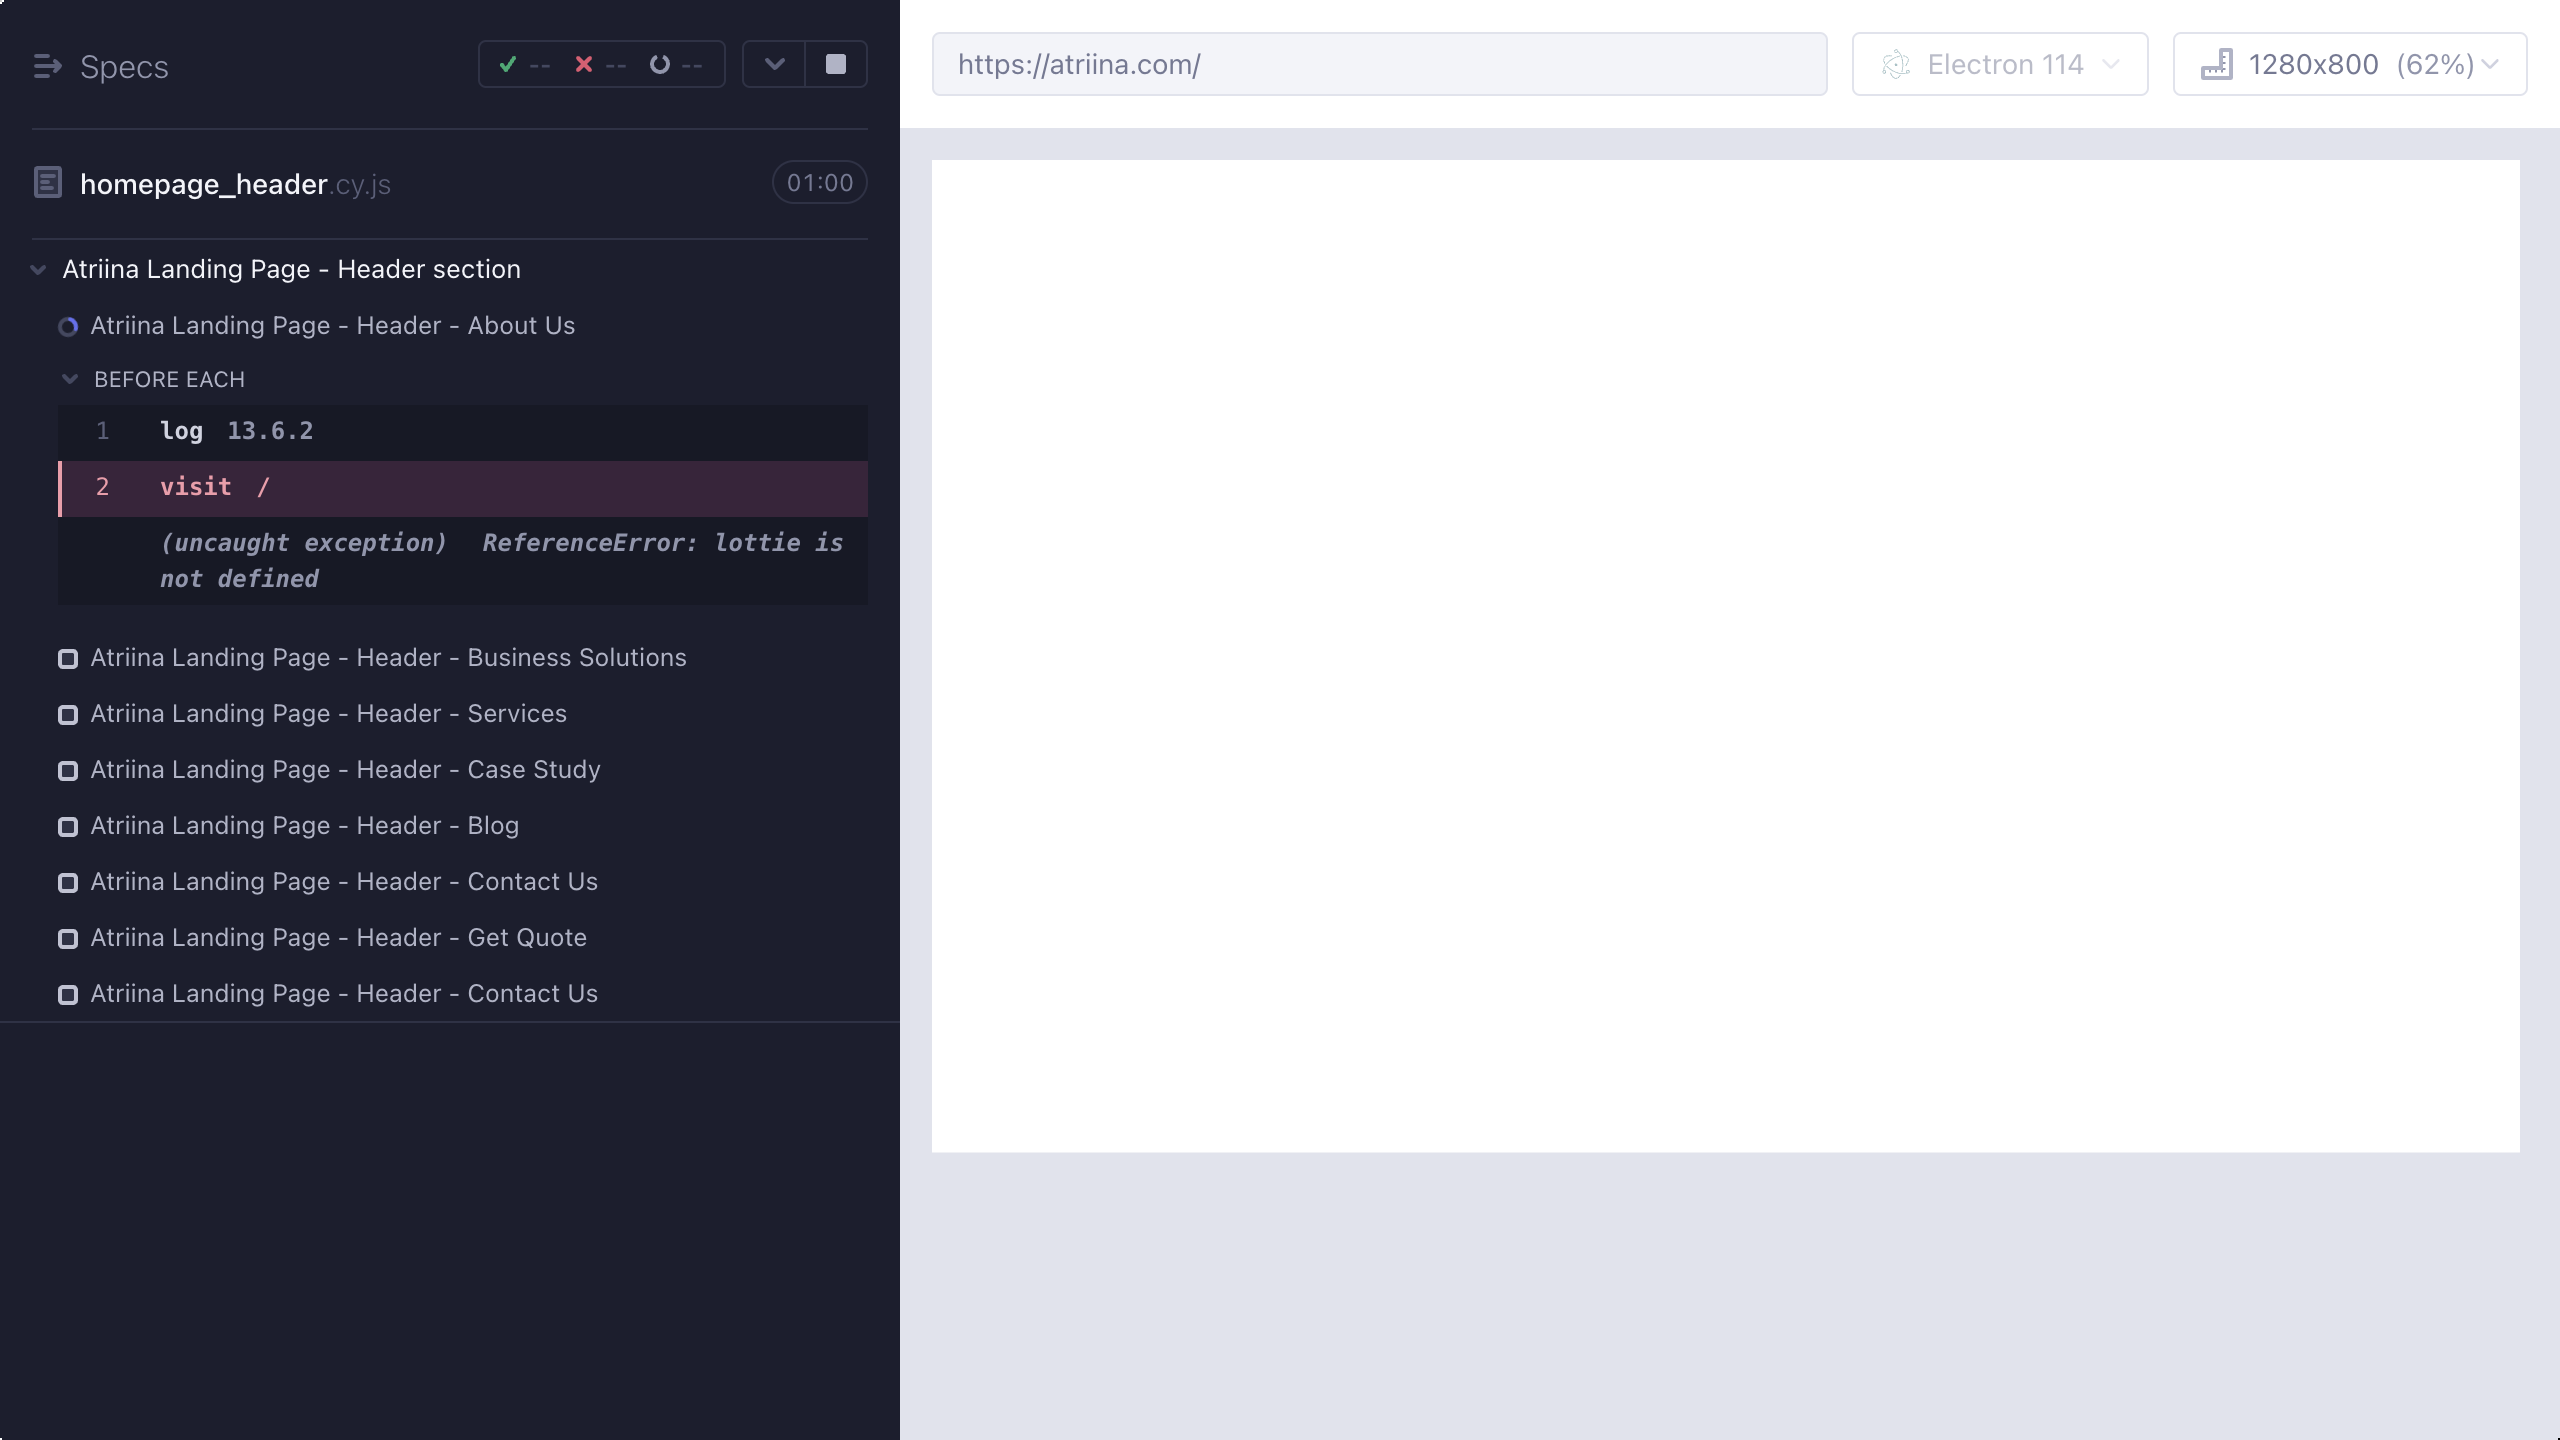 Specs
-- -- --
homepage_header.cy.js
01:00
Atriina Landing Page - Header section
Atriina Landing Page - Header - About Us
BEFORE EACH
1 log 13.6.2
2 visit /
(uncaught exception) ReferenceError: lottie is
not defined
Atriina Landing Page - Header - Business Solutions
Atriina Landing Page - Header - Services
Atriina Landing Page - Header - Case Study
Atriina Landing Page - Header - Blog
Atriina Landing Page - Header - Contact Us
Atriina Landing Page - Header - Get Quote
Atriina Landing Page - Header - Contact Us
https://atriina.com/
Electron 114
1280x800 (62%)